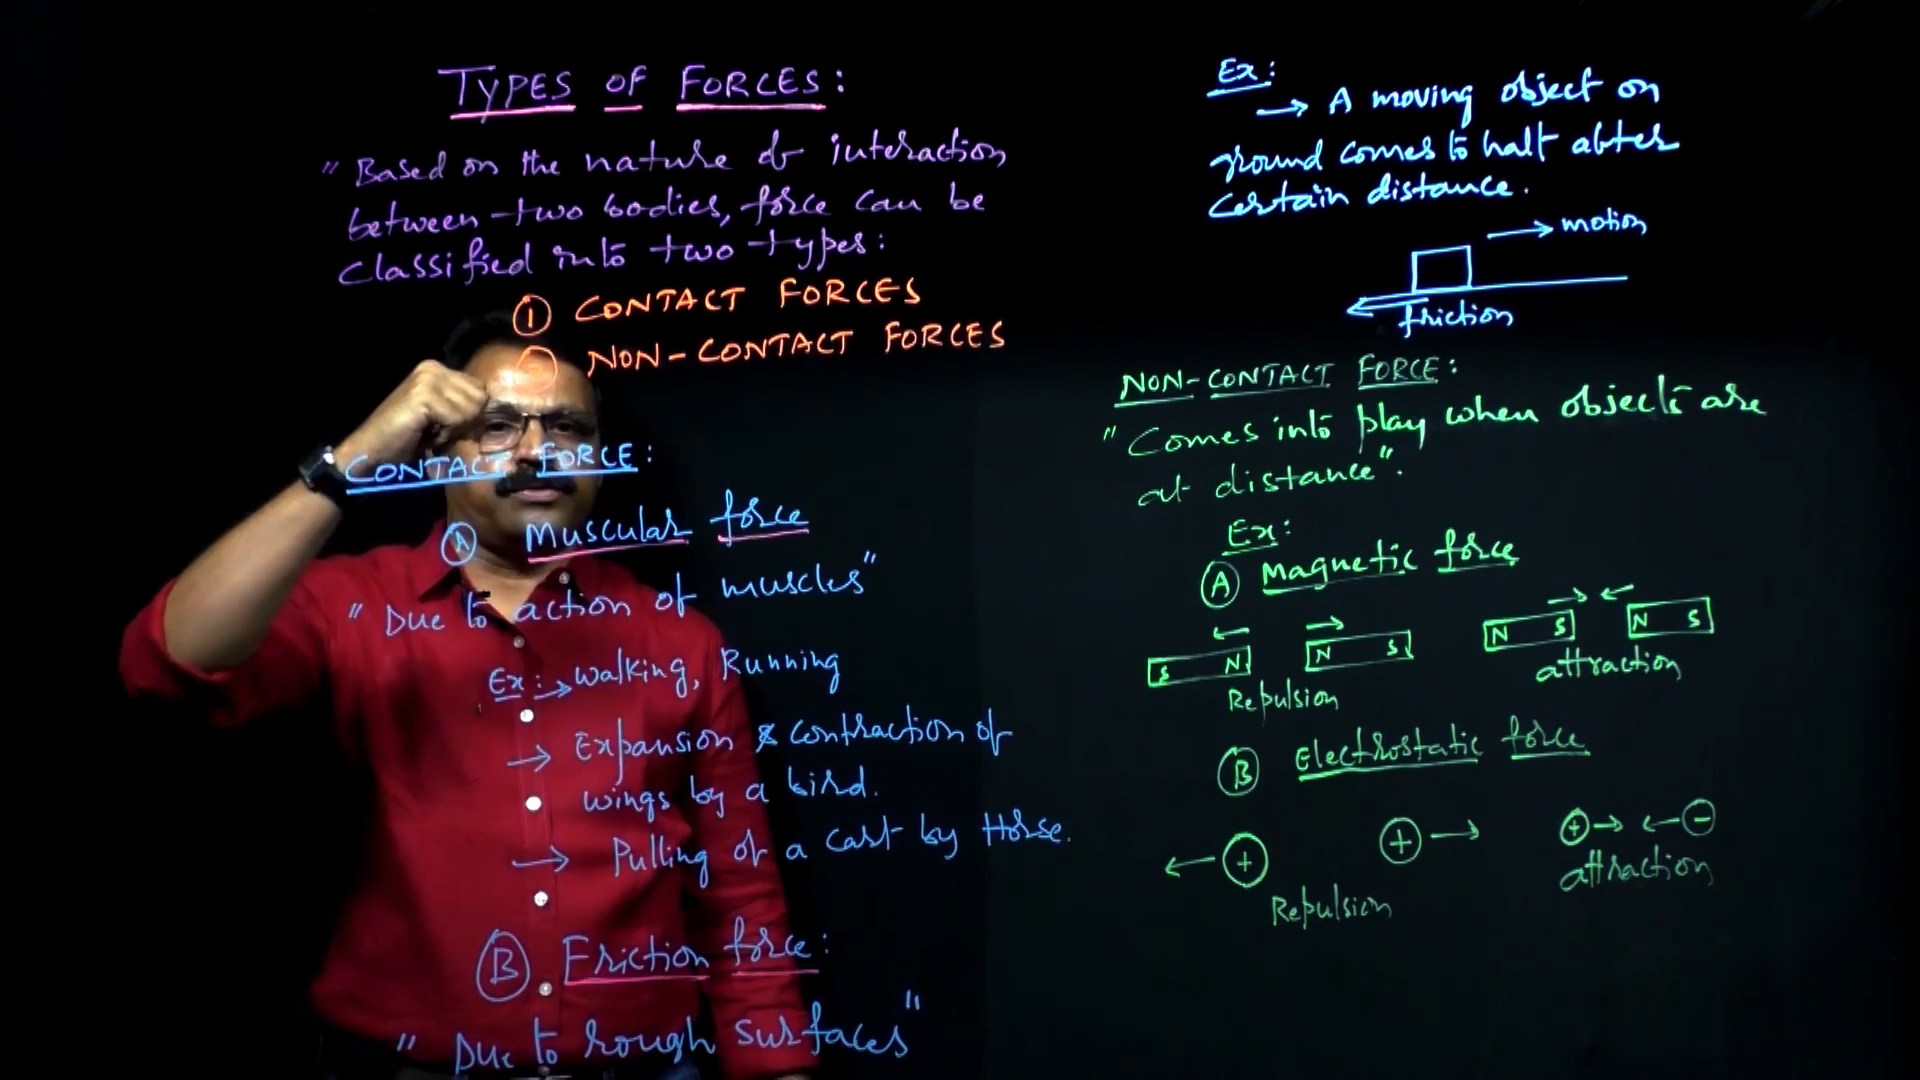 TYPES OF FORCES:
"Based on the nature of interaction
between two bodies, force can be
classified into two types:
① CONTACT FORCES
② NON-CONTACT FORCES
CONTACT FORCE:
Ⓐ Muscular force
"Due to action of muscles"
Ex: → Walking, Running
→ Expansion & contraction of
wings by a bird.
→ Pulling of a cart by Horse.
Ⓑ Friction force:
"Due to rough surfaces"
Ex:
→ A moving object on
ground comes to halt after
certain distance.
→ motion
friction
NON-CONTACT FORCE:
"Comes into play when objects are
at distance".
Ex:
Ⓐ Magnetic force
S N N S N S N S
Repulsion attraction
Ⓑ Electrostatic force
+ + + −
Repulsion attraction